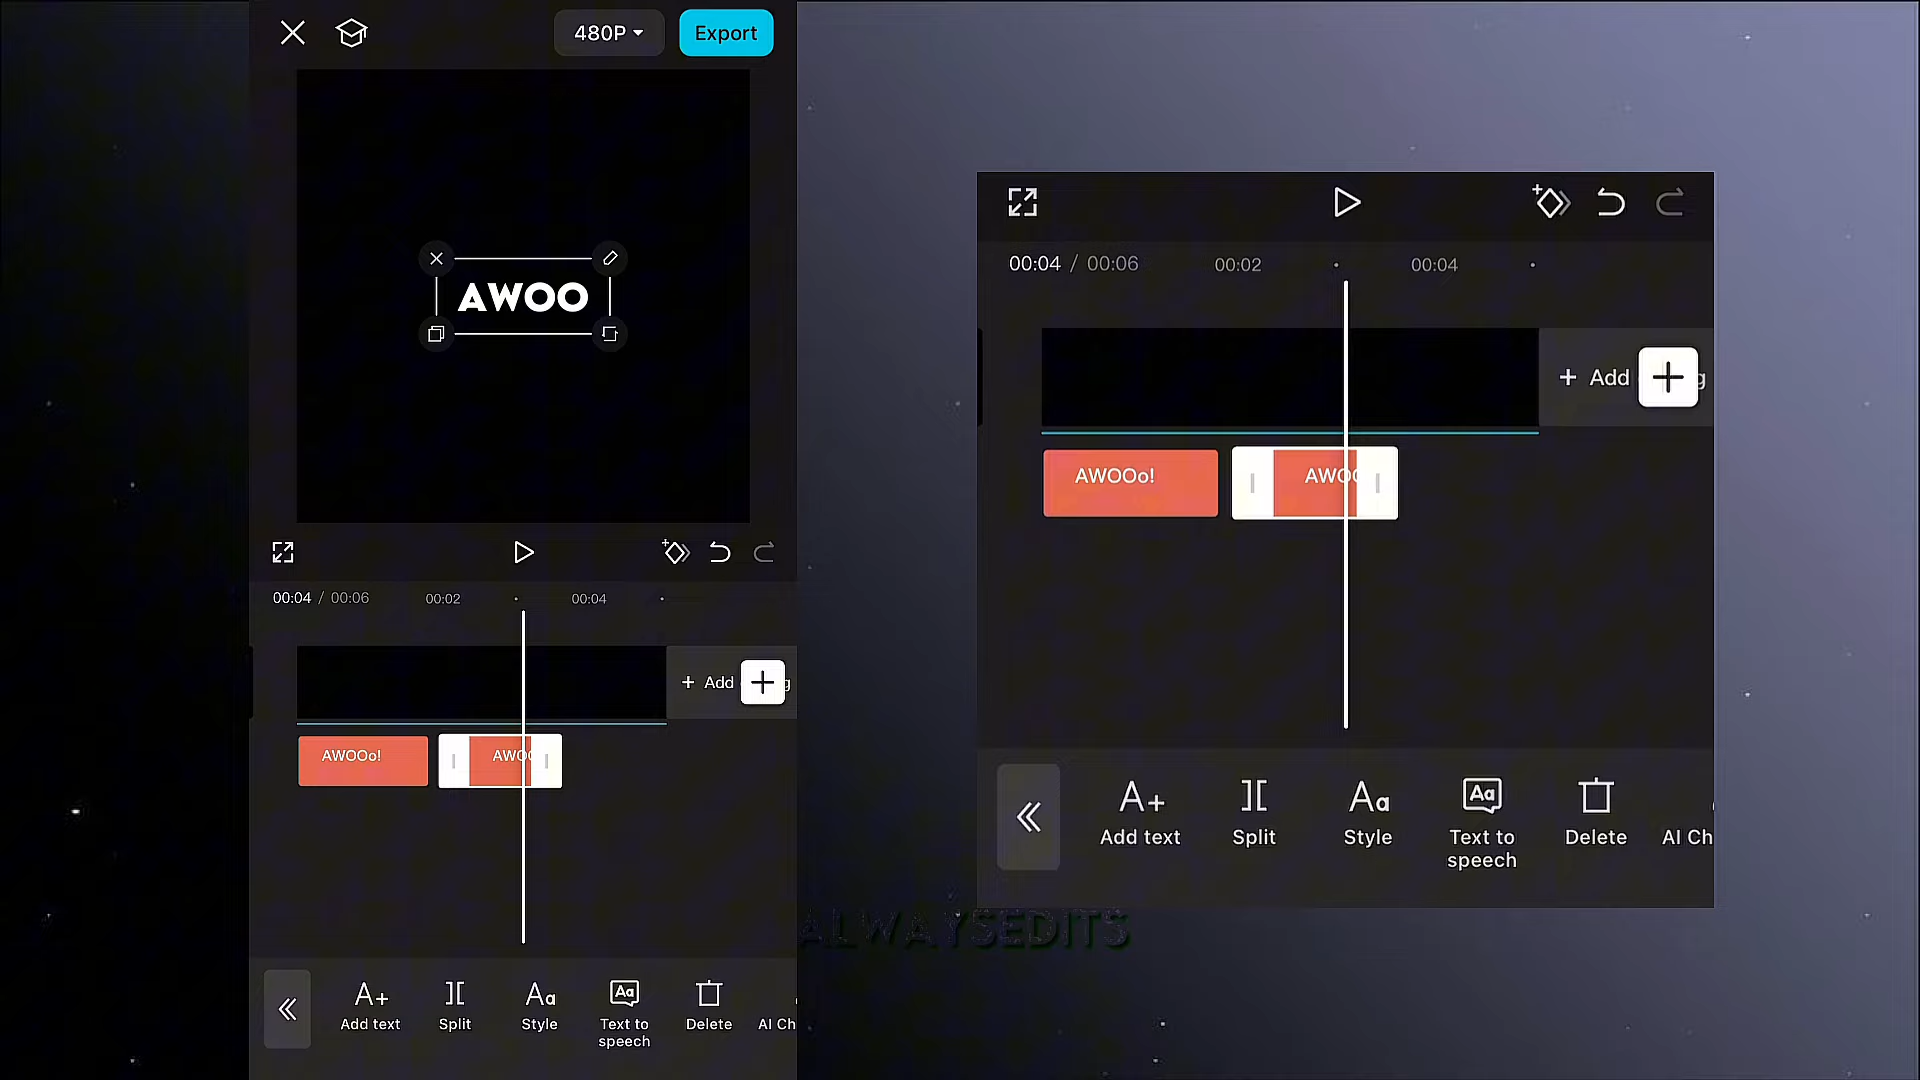 480P
Export
AWOO
00:04 / 00:06
00:02
00:04
+ Add
AWOOo!
AWOO
Add text
Split
Style
Text to speech
Delete
AI Ch
00:04 / 00:06
00:02
00:04
+ Add
AWOOo!
AWOO
Add text
Split
Style
Text to speech
Delete
AI Ch
ALWAYSEDITS